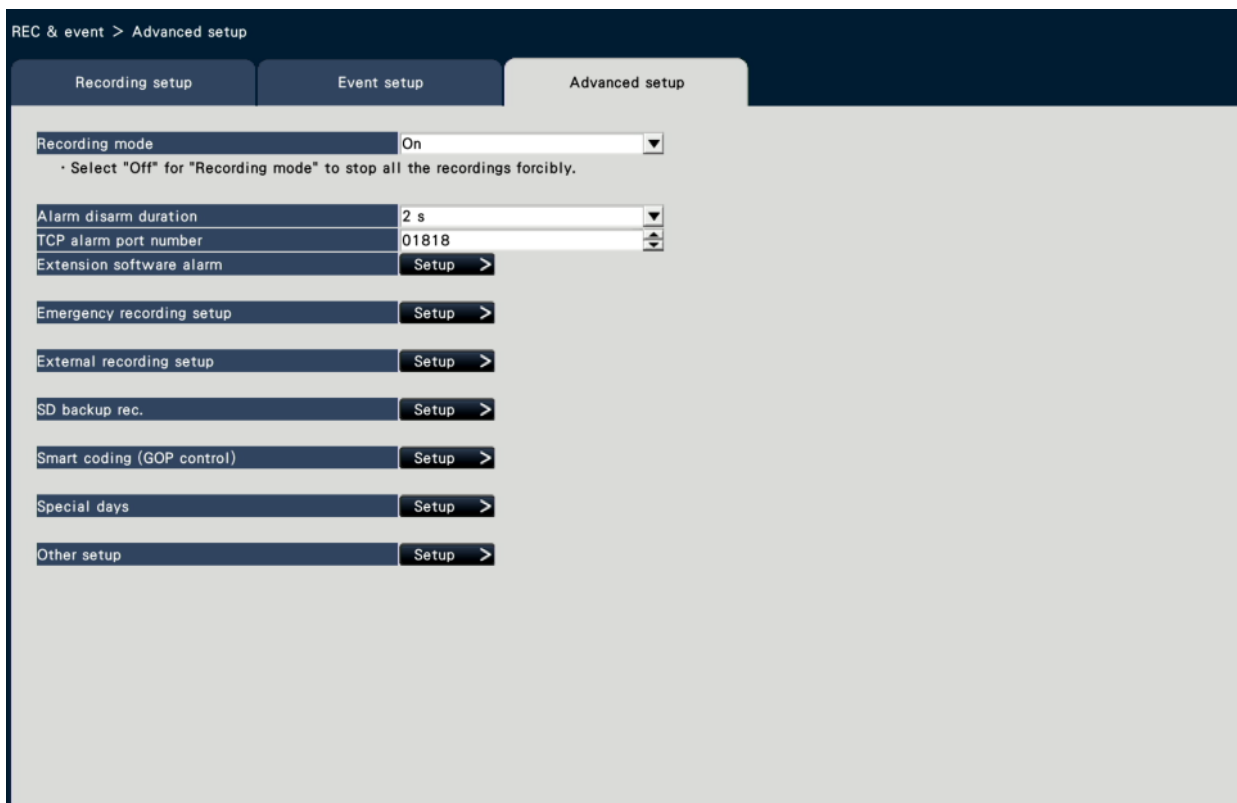 REC & event > Advanced setup
Recording setup Event setup Advanced setup
Recording mode On
· Select "Off" for "Recording mode" to stop all the recordings forcibly.
Alarm disarm duration 2 s
TCP alarm port number 01818
Extension software alarm Setup >
Emergency recording setup Setup >
External recording setup Setup >
SD backup rec. Setup >
Smart coding (GOP control) Setup >
Special days Setup >
Other setup Setup >